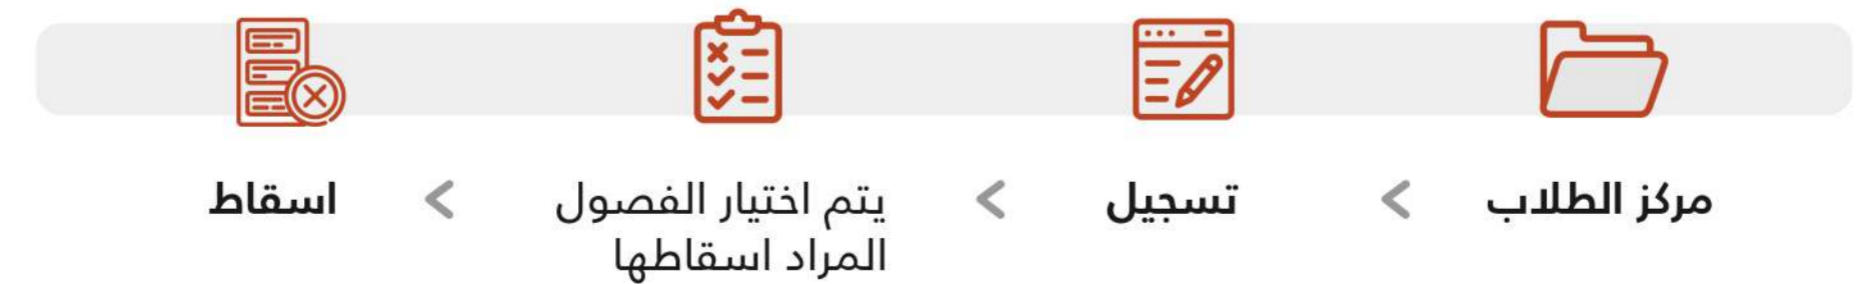 مركز الطلاب
تسجيل
يتم اختيار الفصول
المراد اسقاطها
اسقاط